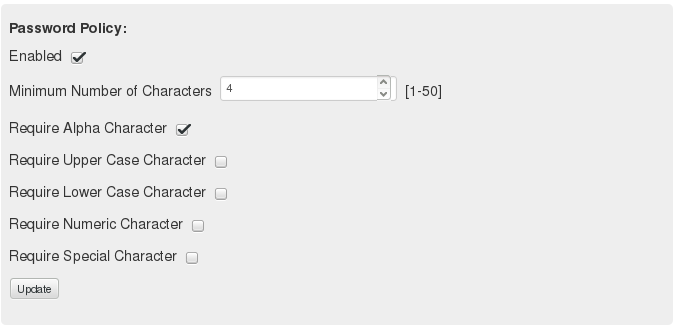 Password Policy:
Enabled
Minimum Number of Characters 4 [1-50]
Require Alpha Character
Require Upper Case Character
Require Lower Case Character
Require Numeric Character
Require Special Character
Update